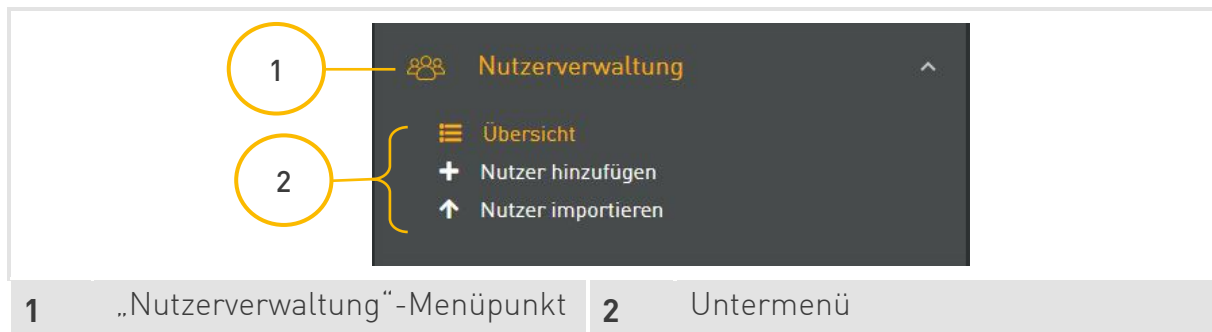 1
Nutzerverwaltung
2
Übersicht
Nutzer hinzufügen
Nutzer importieren
1 „Nutzerverwaltung“-Menüpunkt 2 Untermenü